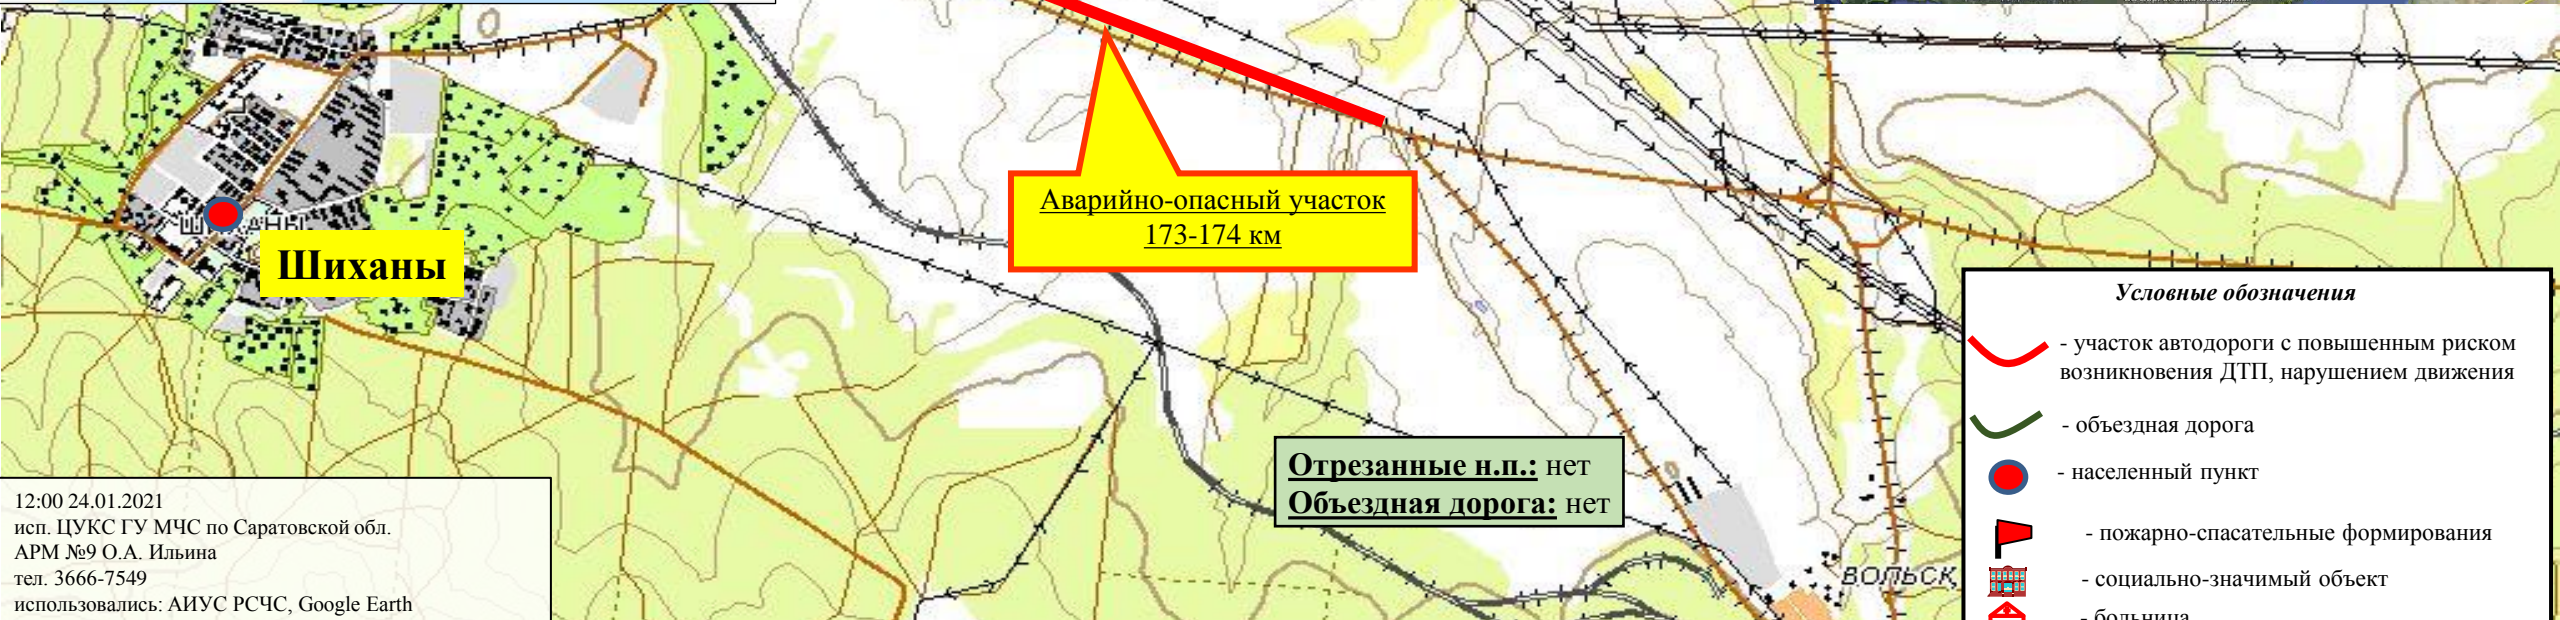 Аварийно-опасный участок
173-174 км
Шиханы
Условные обозначения
- участок автодороги с повышенным риском
возникновения ДТП, нарушением движения
- объездная дорога
- населенный пункт
- пожарно-спасательные формирования
- социально-значимый объект
- больница
Отрезанные н.п.: нет
Объездная дорога: нет
ВОЛЬСК
12:00 24.01.2021
исп. ЦУКС ГУ МЧС по Саратовской обл.
АРМ №9 О.А. Ильина
тел. 3666-7549
использовались: АИУС РСЧС, Google Earth